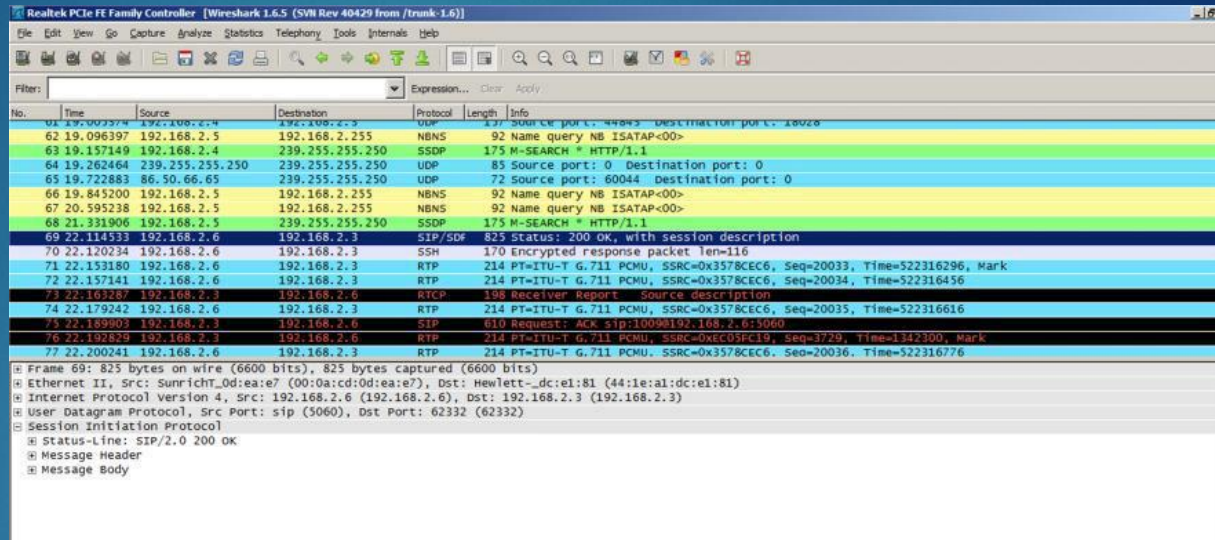 Realtek PCIe FE Family Controller [Wireshark 1.6.5 (SVN Rev 40429 from /trunk-1.6)]
File Edit View Go Capture Analyze Statistics Telephony Tools Internals Help
Filter: Expression... Clear Apply
No. Time Source Destination Protocol Length Info
61 19.005374 192.168.2.4 192.168.2.5 UDP 137 Source port: 44845 Destination port: 18028
62 19.096397 192.168.2.5 192.168.2.255 NBNS 92 Name query NB ISATAP<00>
63 19.157149 192.168.2.4 239.255.255.250 SSDP 175 M-SEARCH * HTTP/1.1
64 19.262464 239.255.255.250 239.255.255.250 UDP 85 Source port: 0 Destination port: 0
65 19.722883 86.50.66.65 239.255.255.250 UDP 72 Source port: 60044 Destination port: 0
66 19.845200 192.168.2.5 192.168.2.255 NBNS 92 Name query NB ISATAP<00>
67 20.595238 192.168.2.5 192.168.2.255 NBNS 92 Name query NB ISATAP<00>
68 21.331906 192.168.2.5 239.255.255.250 SSDP 175 M-SEARCH * HTTP/1.1
69 22.114533 192.168.2.6 192.168.2.3 SIP/SDF 825 Status: 200 OK, with session description
70 22.120234 192.168.2.6 192.168.2.3 SSH 170 Encrypted response packet len=116
71 22.153180 192.168.2.6 192.168.2.3 RTP 214 PT=ITU-T G.711 PCMU, SSRC=0x3578CEC6, Seq=20033, Time=522316296, Mark
72 22.157141 192.168.2.6 192.168.2.3 RTP 214 PT=ITU-T G.711 PCMU, SSRC=0x3578CEC6, Seq=20034, Time=522316456
73 22.163287 192.168.2.3 192.168.2.6 RTCP 198 Receiver Report Source description
74 22.179242 192.168.2.6 192.168.2.3 RTP 214 PT=ITU-T G.711 PCMU, SSRC=0x3578CEC6, Seq=20035, Time=522316616
75 22.189903 192.168.2.3 192.168.2.6 SIP 610 Request: ACK sip:1009@192.168.2.6:5060
76 22.192829 192.168.2.3 192.168.2.6 RTP 214 PT=ITU-T G.711 PCMU, SSRC=0xEC05FC19, Seq=3729, Time=1342300, Mark
77 22.200241 192.168.2.6 192.168.2.3 RTP 214 PT=ITU-T G.711 PCMU, SSRC=0x3578CEC6, Seq=20036, Time=522316776
Frame 69: 825 bytes on wire (6600 bits), 825 bytes captured (6600 bits)
Ethernet II, Src: SunrichT_0d:ea:e7 (00:0a:cd:0d:ea:e7), Dst: Hewlett-_dc:e1:81 (44:1e:a1:dc:e1:81)
Internet Protocol Version 4, Src: 192.168.2.6 (192.168.2.6), Dst: 192.168.2.3 (192.168.2.3)
User Datagram Protocol, Src Port: sip (5060), Dst Port: 62332 (62332)
Session Initiation Protocol
Status-Line: SIP/2.0 200 OK
Message Header
Message Body